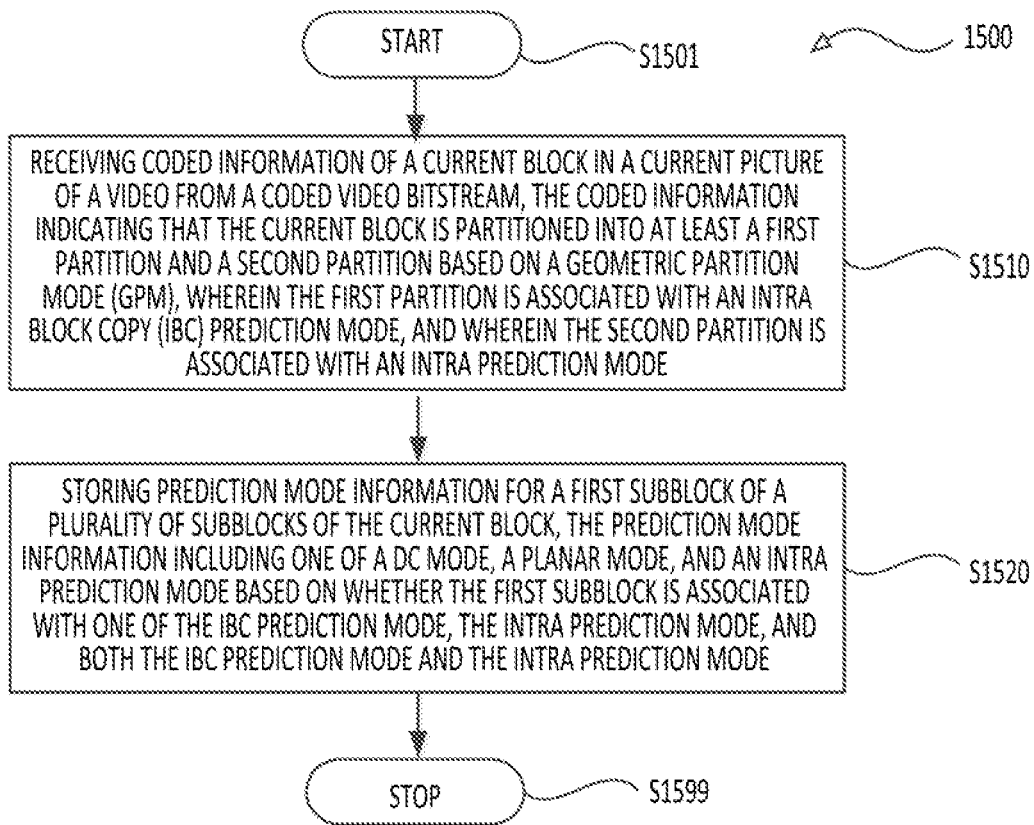 START
S1501
1500
RECEIVING CODED INFORMATION OF A CURRENT BLOCK IN A CURRENT PICTURE
OF A VIDEO FROM A CODED VIDEO BITSTREAM, THE CODED INFORMATION
INDICATING THAT THE CURRENT BLOCK IS PARTITIONED INTO AT LEAST A FIRST
PARTITION AND A SECOND PARTITION BASED ON A GEOMETRIC PARTITION
MODE (GPM), WHEREIN THE FIRST PARTITION IS ASSOCIATED WITH AN INTRA
BLOCK COPY (IBC) PREDICTION MODE, AND WHEREIN THE SECOND PARTITION IS
ASSOCIATED WITH AN INTRA PREDICTION MODE
S1510
STORING PREDICTION MODE INFORMATION FOR A FIRST SUBBLOCK OF A
PLURALITY OF SUBBLOCKS OF THE CURRENT BLOCK, THE PREDICTION MODE
INFORMATION INCLUDING ONE OF A DC MODE, A PLANAR MODE, AND AN INTRA
PREDICTION MODE BASED ON WHETHER THE FIRST SUBBLOCK IS ASSOCIATED
WITH ONE OF THE IBC PREDICTION MODE, THE INTRA PREDICTION MODE, AND
BOTH THE IBC PREDICTION MODE AND THE INTRA PREDICTION MODE
S1520
STOP
S1599